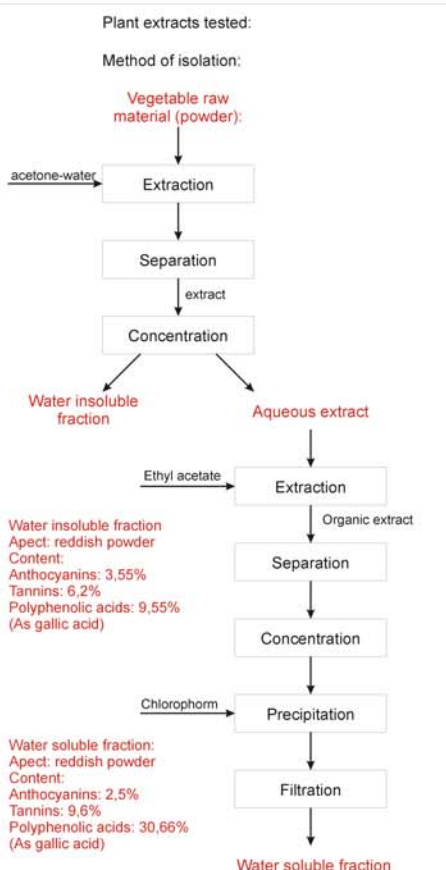 Plant extracts tested:
Method of isolation:
Vegetable raw
material (powder):
acetone-water
Extraction
Separation
extract
Concentration
Water insoluble
fraction
Aqueous extract
Ethyl acetate
Extraction
Organic extract
Water insoluble fraction
Apect: reddish powder
Content:
Anthocyanins: 3,55%
Tannins: 6,2%
Polyphenolic acids: 9,55%
(As gallic acid)
Separation
Concentration
Chlorophorm
Precipitation
Water soluble fraction:
Apect: reddish powder
Content:
Anthocyanins: 2,5%
Tannins: 9,6%
Polyphenolic acids: 30,66%
(As gallic acid)
Filtration
Water soluble fraction